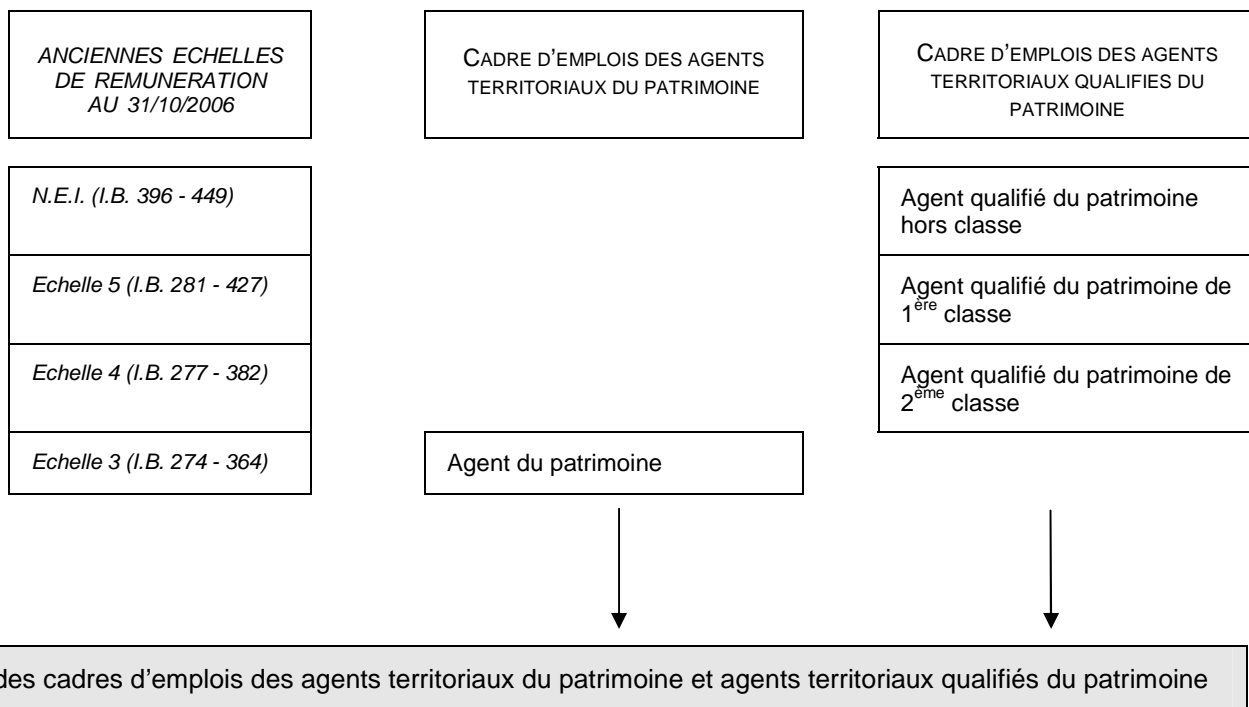 ANCIENNES ECHELLES
DE REMUNERATION
AU 31/10/2006
CADRE D'EMPLOIS DES AGENTS
TERRITORIAUX DU PATRIMOINE
CADRE D'EMPLOIS DES AGENTS
TERRITORIAUX QUALIFIES DU
PATRIMOINE
N.E.I. (I.B. 396 - 449)
Agent qualifié du patrimoine
hors classe
Echelle 5 (I.B. 281 - 427)
Agent qualifié du patrimoine de
1ère classe
Echelle 4 (I.B. 277 - 382)
Agent qualifié du patrimoine de
2ème classe
Echelle 3 (I.B. 274 - 364)
Agent du patrimoine
des cadres d'emplois des agents territoriaux du patrimoine et agents territoriaux qualifiés du patrimoine